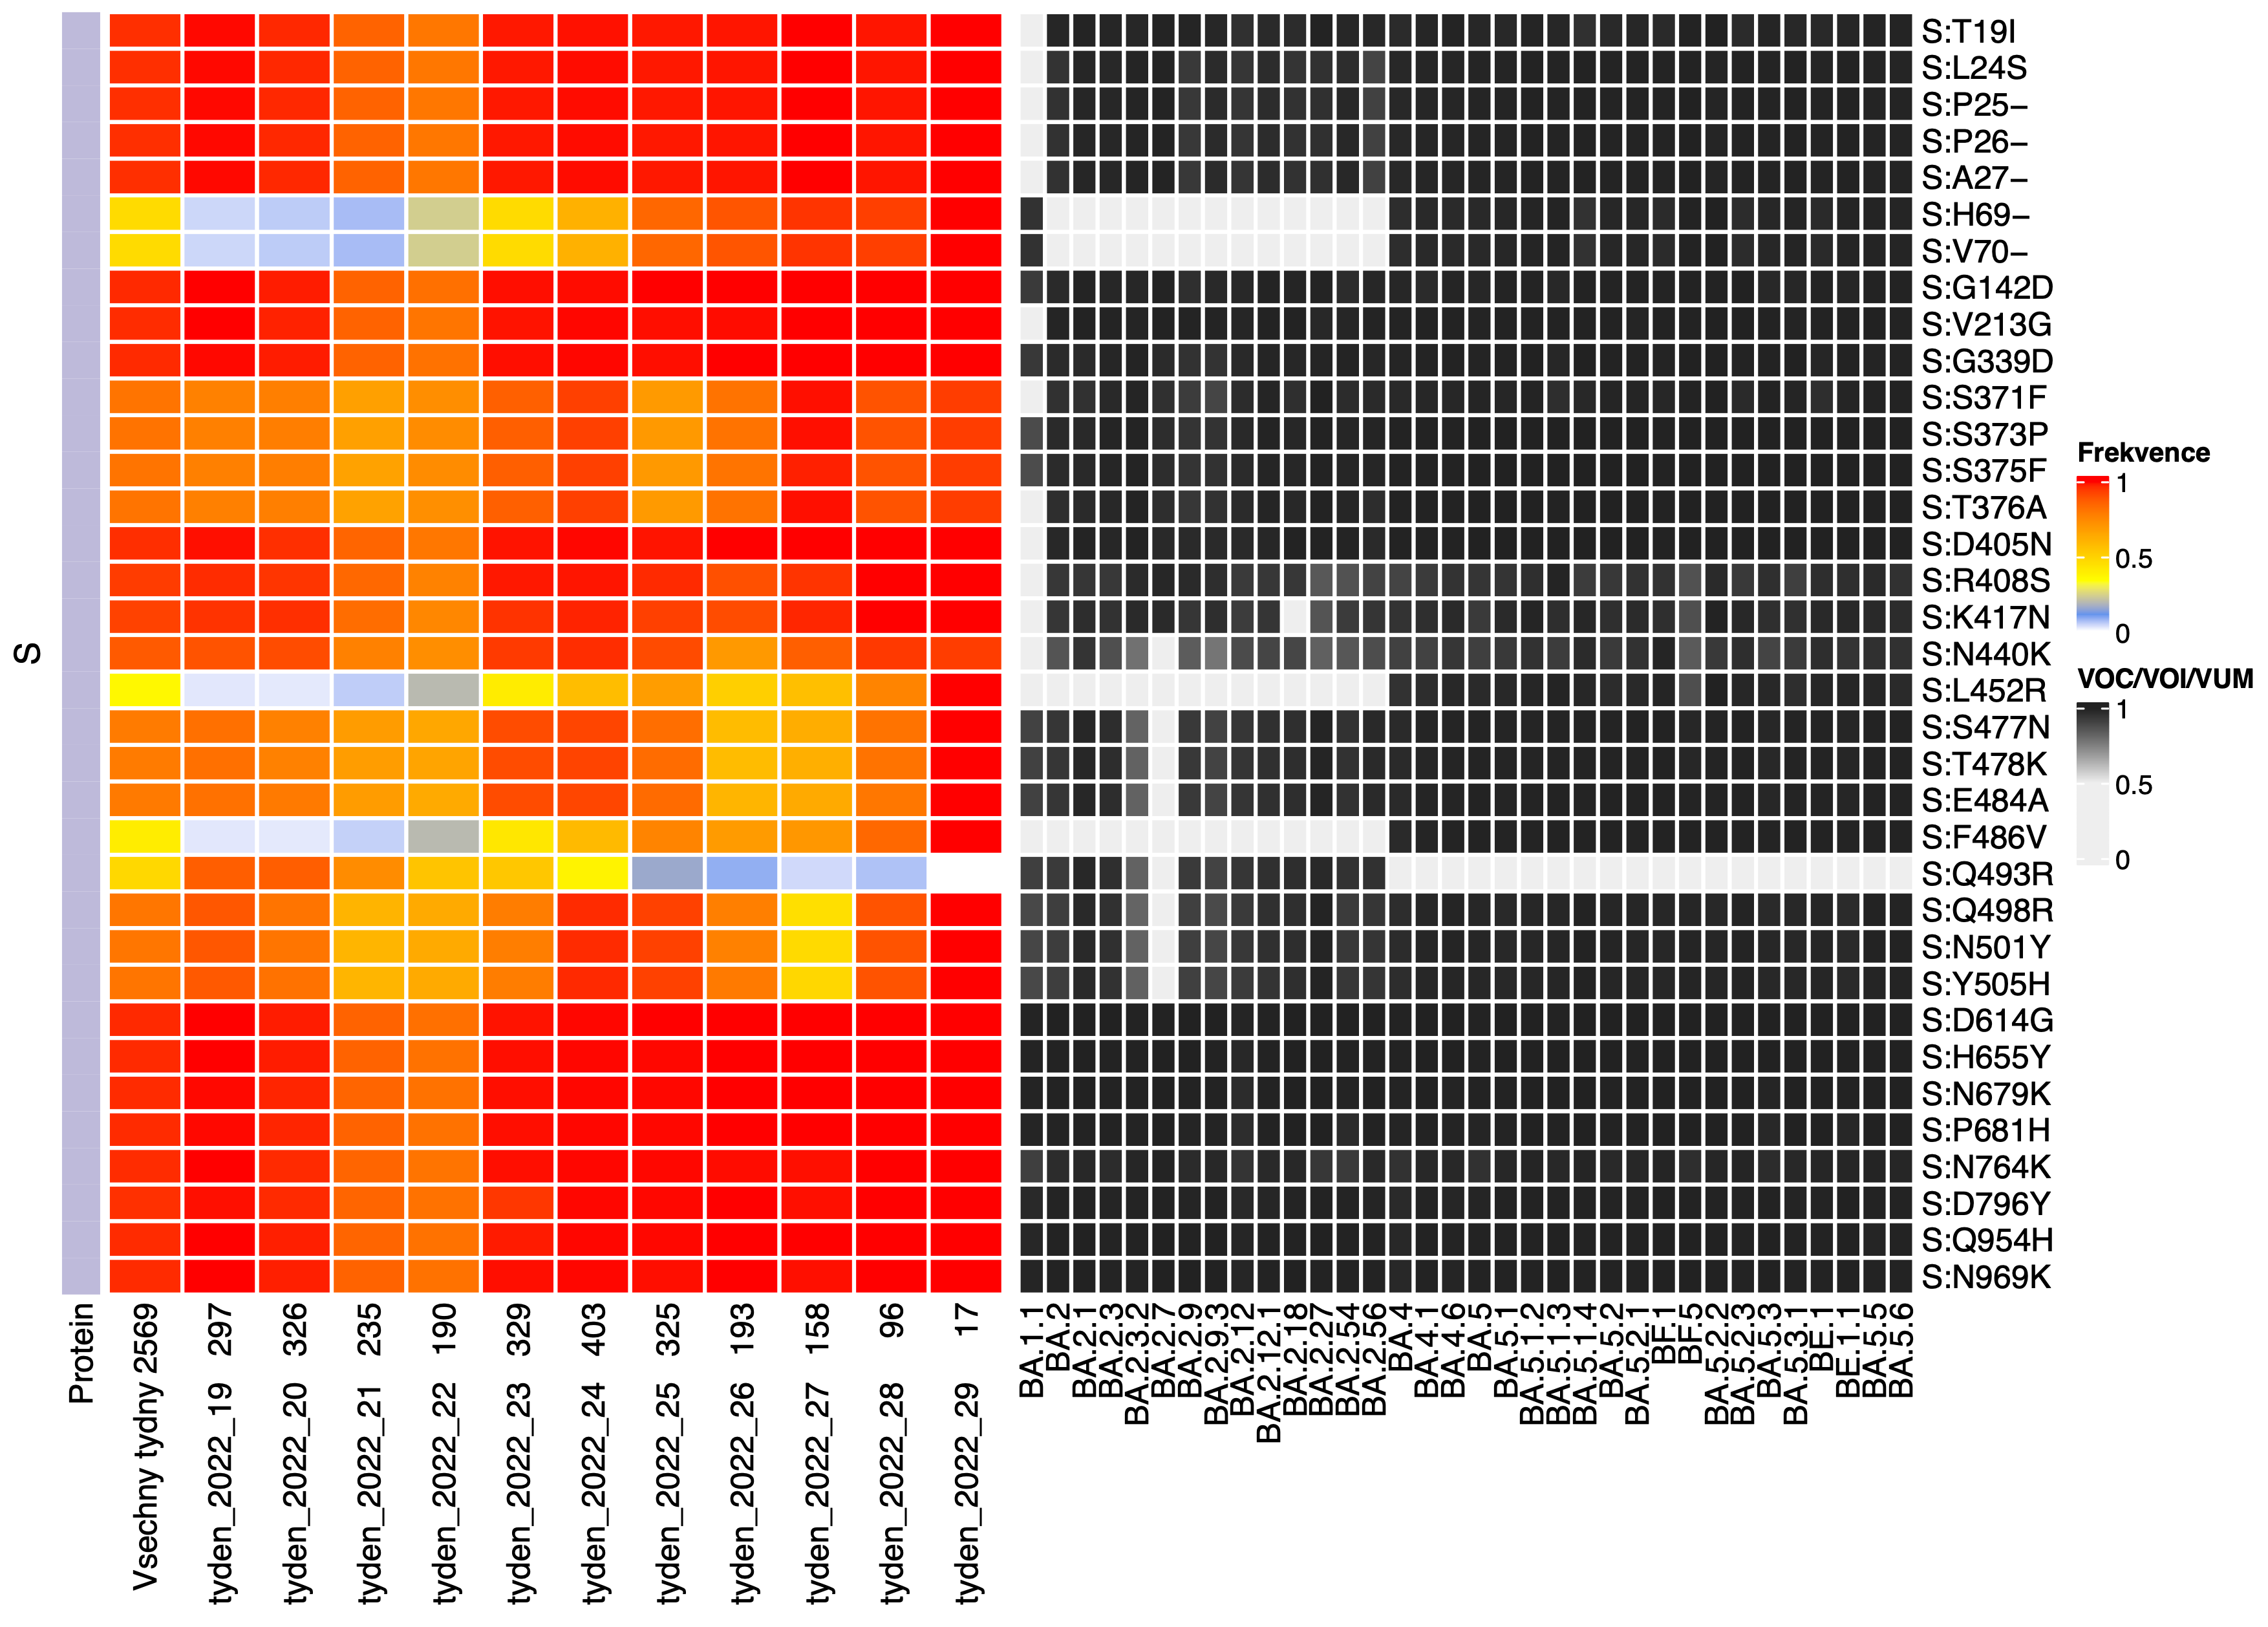 S
S:T19I
S:L24S
S:P25–
S:P26–
S:A27–
S:H69–
S:V70–
S:G142D
S:V213G
S:G339D
S:S371F
S:S373P
S:S375F
S:T376A
S:D405N
S:R408S
S:K417N
S:N440K
S:L452R
S:S477N
S:T478K
S:E484A
S:F486V
S:Q493R
S:Q498R
S:N501Y
S:Y505H
S:D614G
S:H655Y
S:N679K
S:P681H
S:N764K
S:D796Y
S:Q954H
S:N969K
Protein
Vsechny tydny 2569
tyden_2022_19 297
tyden_2022_20 326
tyden_2022_21 235
tyden_2022_22 190
tyden_2022_23 329
tyden_2022_24 403
tyden_2022_25 325
tyden_2022_26 193
tyden_2022_27 158
tyden_2022_28 96
tyden_2022_29 17
BA.1.1
BA.2
BA.2.1
BA.2.3
BA.2.3.2
BA.2.7
BA.2.9
BA.2.9.3
BA.2.12
BA.2.12.1
BA.2.18
BA.2.27
BA.2.54
BA.2.56
BA.4
BA.4.1
BA.4.6
BA.5
BA.5.1
BA.5.1.2
BA.5.1.3
BA.5.1.4
BA.5.2
BA.5.2.1
BF.1
BF.5
BA.5.2.2
BA.5.2.3
BA.5.3
BA.5.3.1
BE.1
BE.1.1
BA.5.5
BA.5.6
Frekvence
1
0.5
0
VOC/VOI/VUM
1
0.5
0